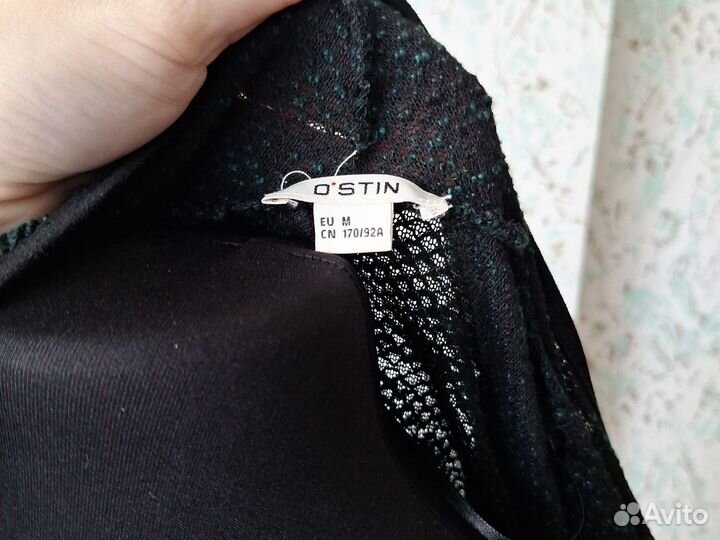 O'STIN
EU M
CN 170/92A
Avito